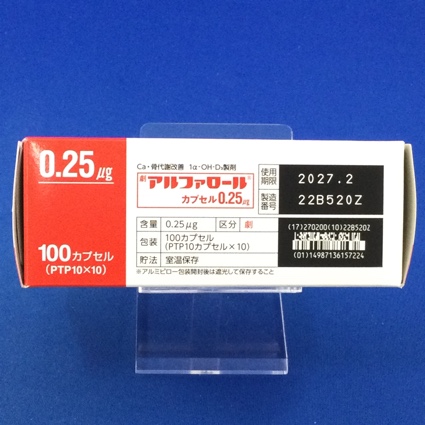 0.25μg
100カプセル
(PTP10×10)
Ca・骨代謝改善 1α-OH-D₃製剤
劇 アルファロール®
カプセル0.25μg
含量 0.25μg 区分 劇
包装 100カプセル
(PTP10カプセル×10)
貯法 室温保存
※アルミピロー包装開封後は遮光して保存すること
使用
期限 2027.2
製造
番号 22B520Z
(17)270200(10)22B520Z
(01)14987136157224